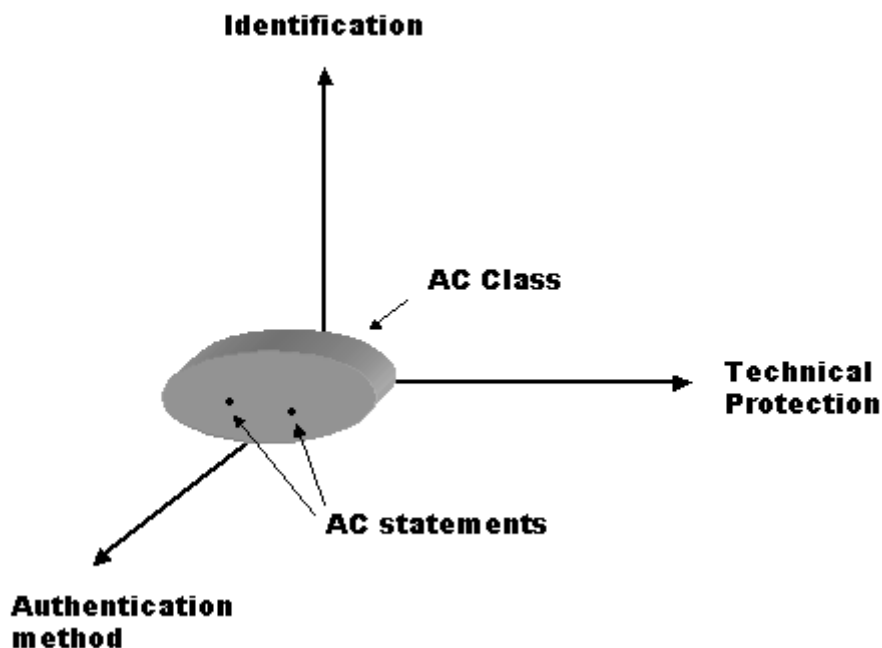 Identification
AC Class
Technical
Protection
AC statements
Authentication
method